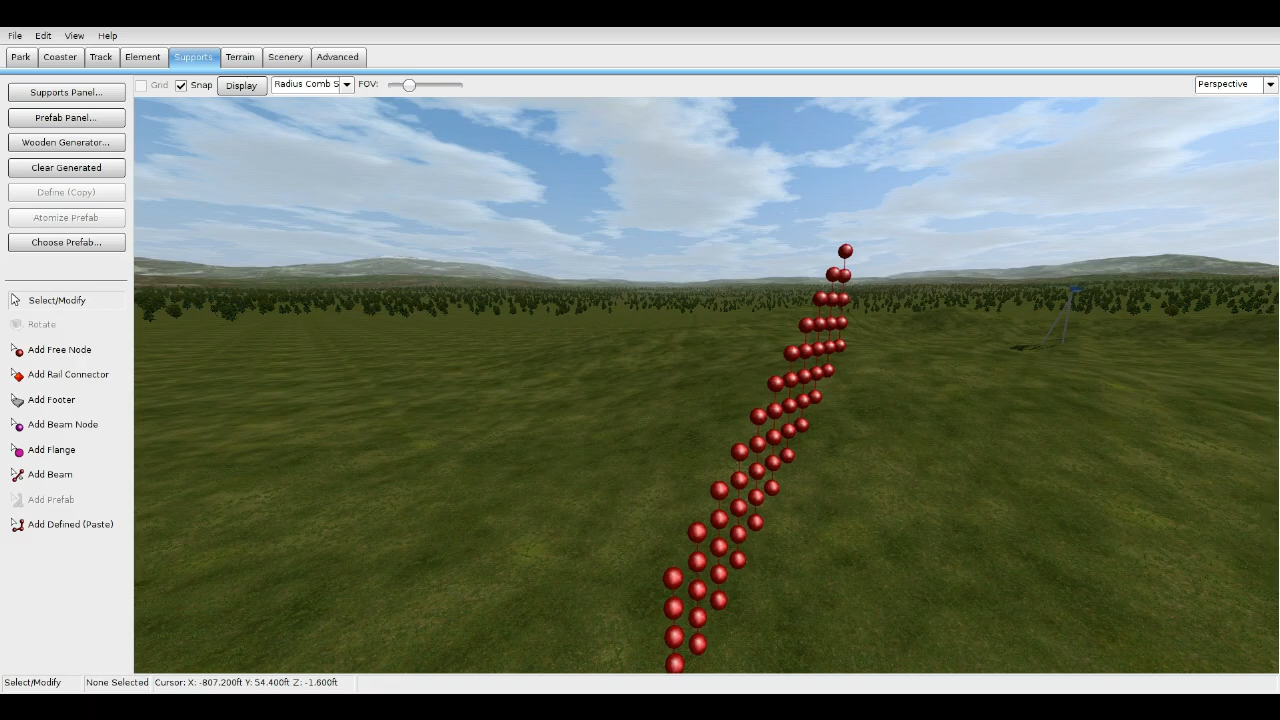 File Edit View Help
Park Coaster Track Element Supports Terrain Scenery Advanced
Grid Snap Display Radius Comb S FOV: Perspective
Supports Panel...
Prefab Panel...
Wooden Generator...
Clear Generated
Define (Copy)
Atomize Prefab
Choose Prefab...
Select/Modify
Rotate
Add Free Node
Add Rail Connector
Add Footer
Add Beam Node
Add Flange
Add Beam
Add Prefab
Add Defined (Paste)
Select/Modify None Selected Cursor: X: -807.200ft Y: 54.400ft Z: -1.600ft